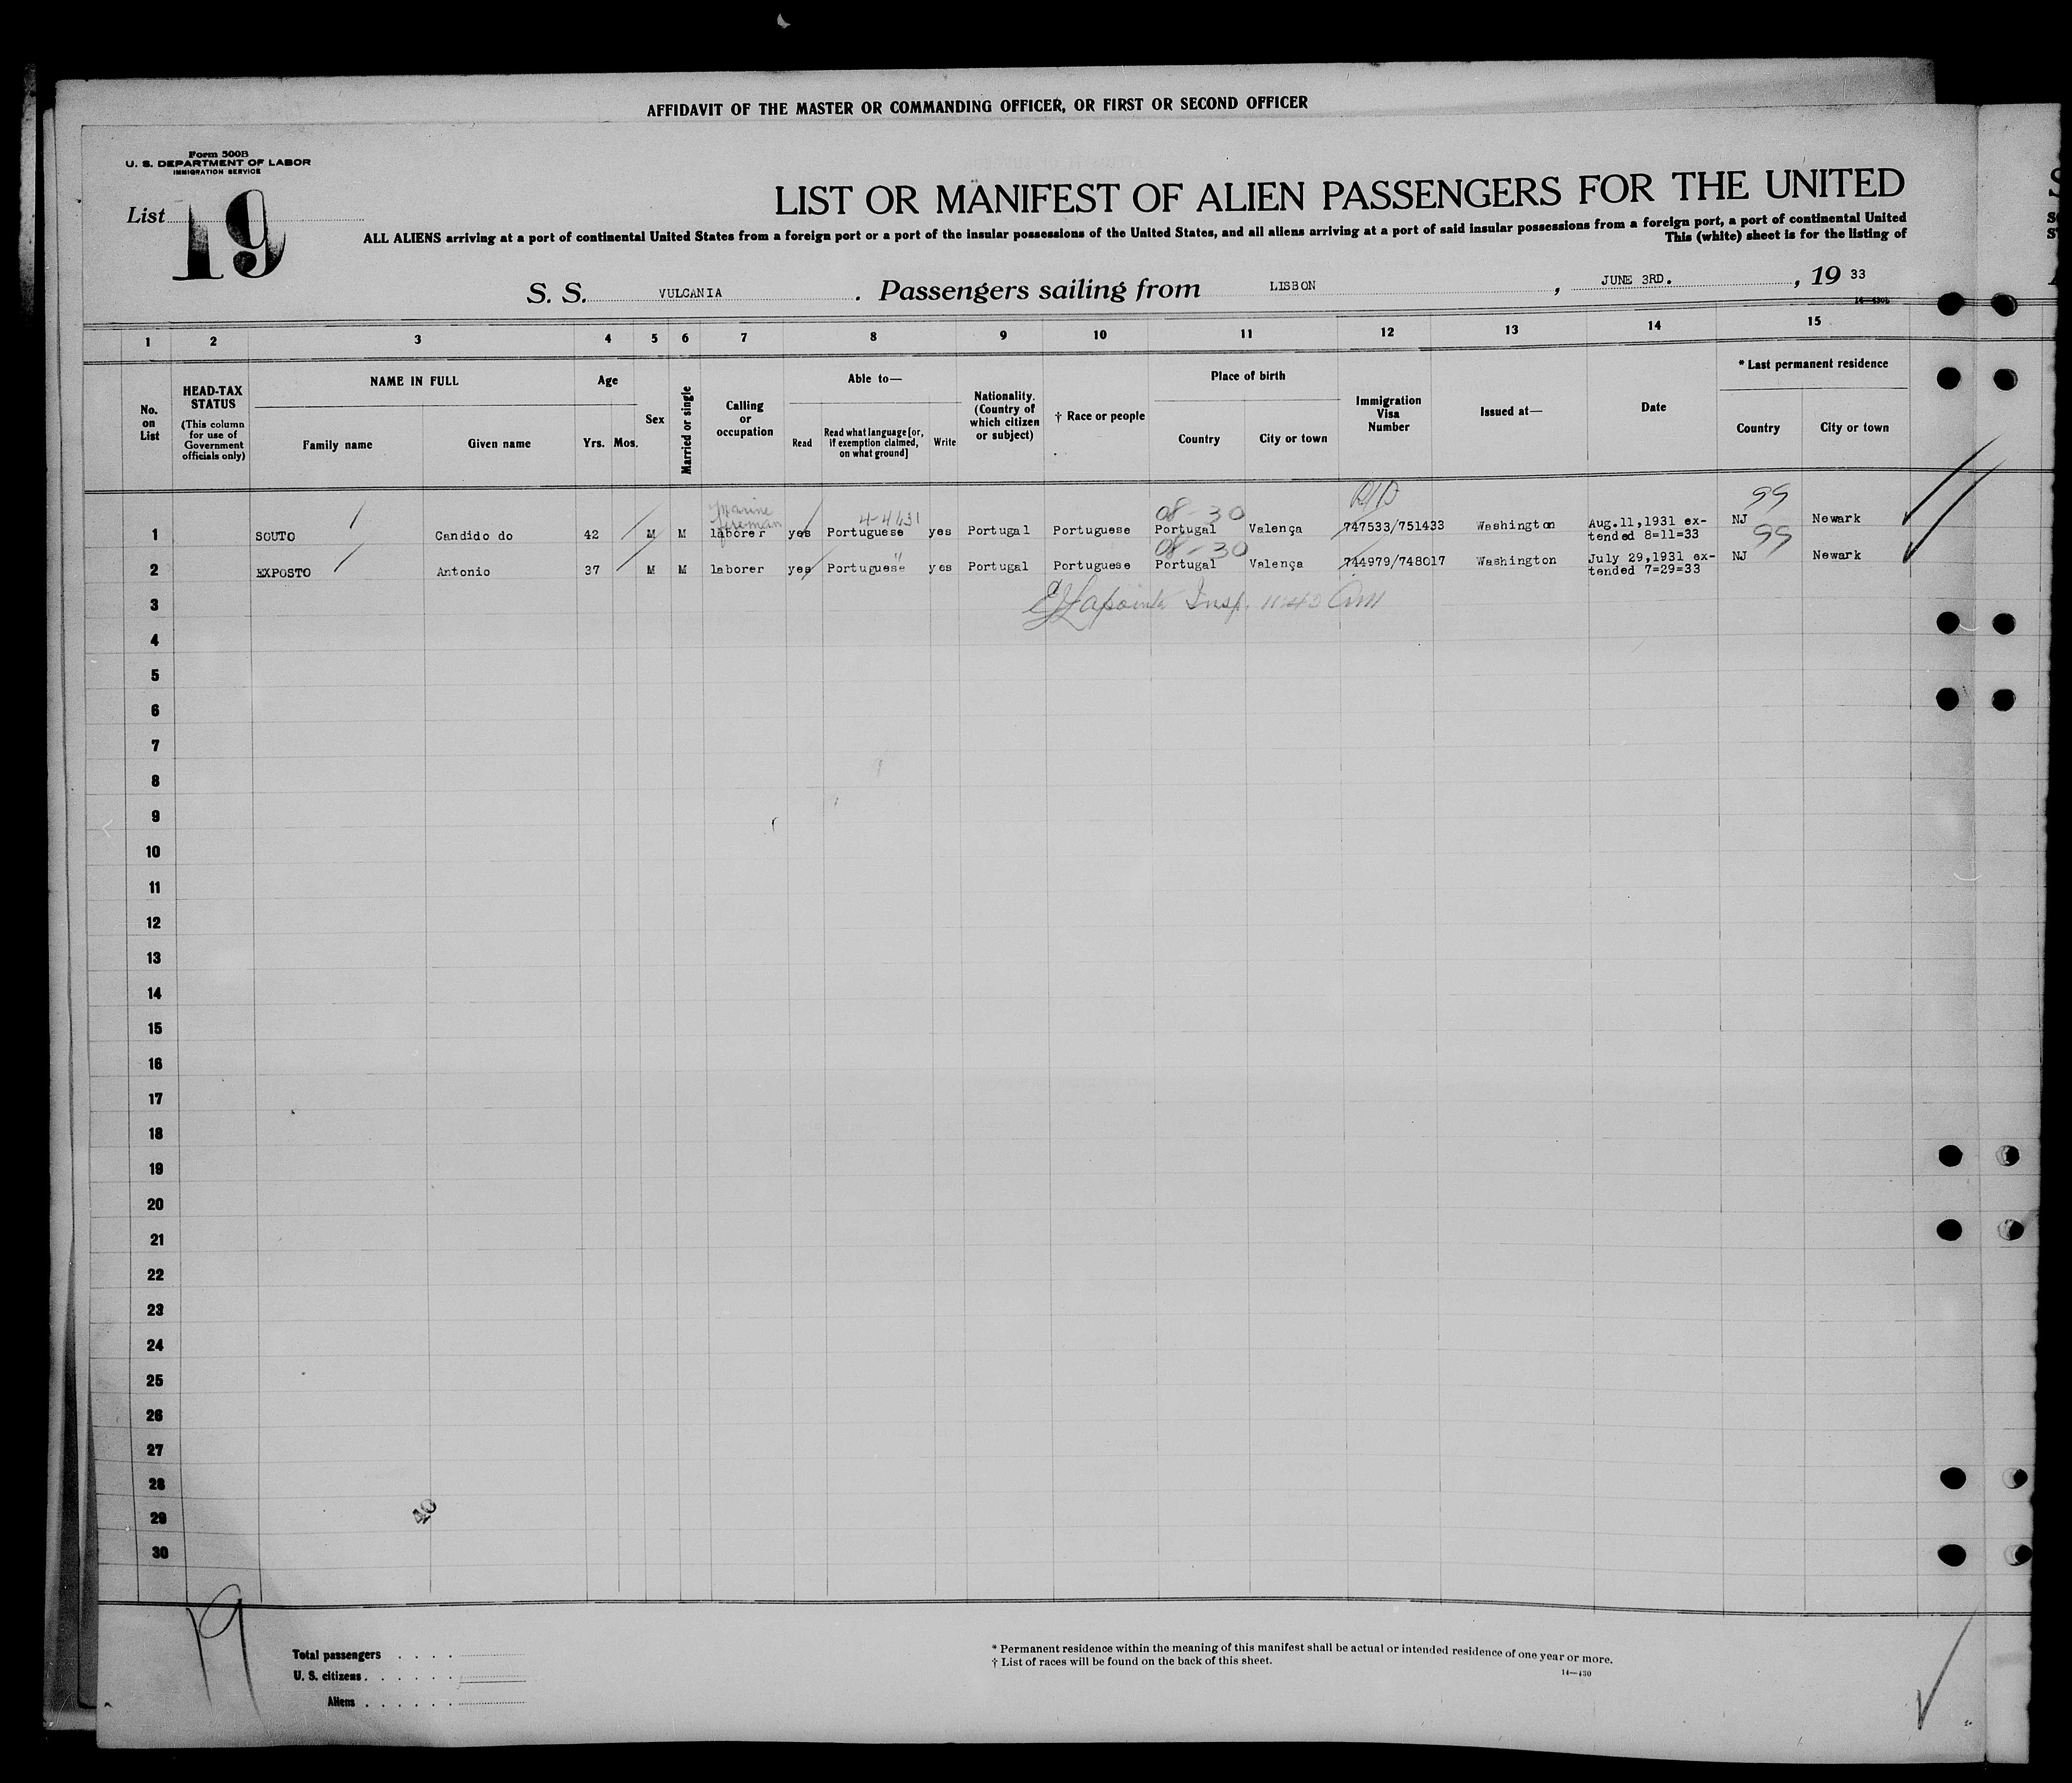 AFFIDAVIT OF THE MASTER OR COMMANDING OFFICER, OR FIRST OR SECOND OFFICER
Form 500B
U. S. DEPARTMENT OF LABOR
IMMIGRATION SERVICE
List 19
LIST OR MANIFEST OF ALIEN PASSENGERS FOR THE UNITED
ALL ALIENS arriving at a port of continental United States from a foreign port or a port of the insular possessions of the United States, and all aliens arriving at a port of said insular possessions from a foreign port, a port of continental United
This (white) sheet is for the listing of
S. S. VULCANIA . Passengers sailing from LISBON , JUNE 3RD. , 19 33
1 2 3 4 5 6 7 8 9 10 11 12 13 14 15
No. on List
HEAD-TAX STATUS
(This column for use of Government officials only)
NAME IN FULL
Family name
Given name
Age
Yrs. Mos.
Sex
Married or single
Calling or occupation
Able to—
Read
Read what language [or, if exemption claimed, on what ground]
Write
Nationality. (Country of which citizen or subject)
† Race or people
Place of birth
Country
City or town
Immigration Visa Number
Issued at—
Date
* Last permanent residence
Country
City or town
Marine
fireman
08-30
99
1 SOUTO Candido do 42 M M laborer yes Portuguese yes Portugal Portuguese Portugal Valença 747533/751433 Washington Aug.11,1931 ex-
tended 8=11=33 NJ Newark
08-30
99
2 EXPOSTO Antonio 37 M M laborer yes Portuguese yes Portugal Portuguese Portugal Valença 744979/748017 Washington July 29,1931 ex-
tended 7=29=33 NJ Newark
3 Lapointe Insp.
4
5
6
7
8
9
10
11
12
13
14
15
16
17
18
19
20
21
22
23
24
25
26
27
28
29
30
19
Total passengers
U. S. citizens
Aliens
* Permanent residence within the meaning of this manifest shall be actual or intended residence of one year or more.
† List of races will be found on the back of this sheet.
14—430